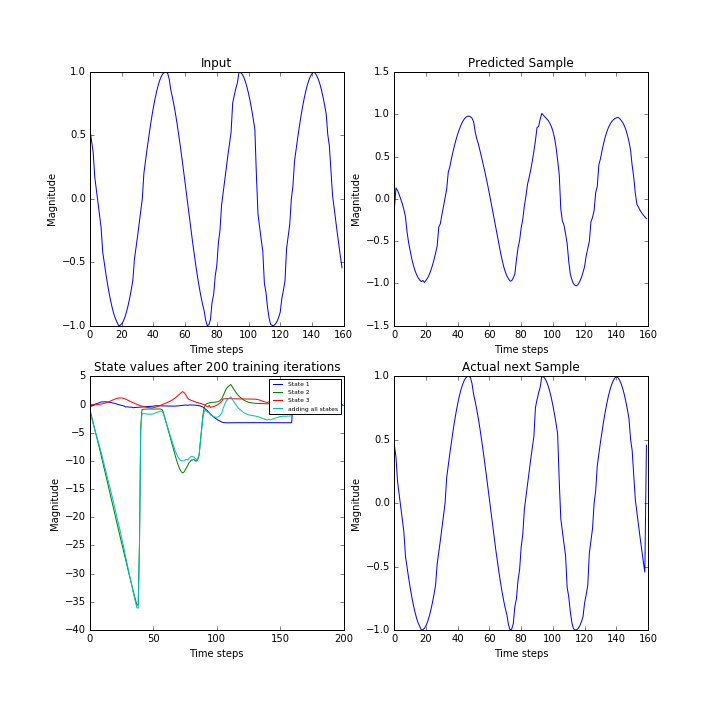 Input
Magnitude
1.0
0.5
0.0
−0.5
−1.0
0 20 40 60 80 100 120 140 160
Time steps
Predicted Sample
Magnitude
1.5
1.0
0.5
0.0
−0.5
−1.0
−1.5
0 20 40 60 80 100 120 140 160
Time steps
State values after 200 training iterations
Magnitude
5
0
−5
−10
−15
−20
−25
−30
−35
−40
State 1
State 2
State 3
adding all states
0 50 100 150 200
Time steps
Actual next Sample
Magnitude
1.0
0.5
0.0
−0.5
−1.0
0 20 40 60 80 100 120 140 160
Time steps